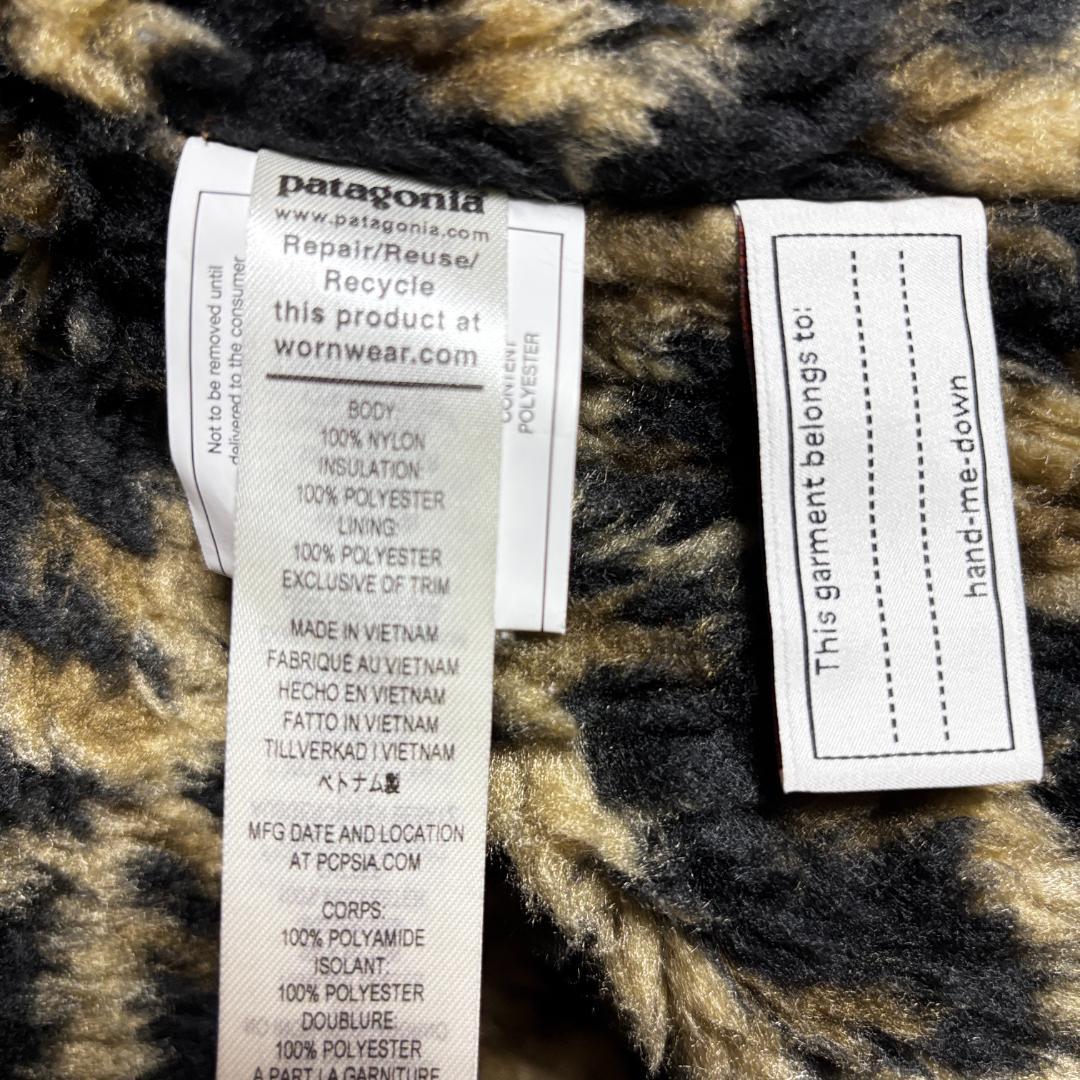 patagonia
www.patagonia.com
Repair/Reuse/
Recycle
this product at
wornwear.com
BODY
100% NYLON
INSULATION
100% POLYESTER
LINING:
100% POLYESTER
EXCLUSIVE OF TRIM
MADE IN VIETNAM
FABRIQUÉ AU VIETNAM
HECHO EN VIETNAM
FATTO IN VIETNAM
TILLVERKAD I VIETNAM
ベトナム製
MFG DATE AND LOCATION
AT PCPSIA.COM
CORPS:
100% POLYAMIDE
ISOLANT:
100% POLYESTER
DOUBLURE:
100% POLYESTER
A PART LA GARNITURE
Not to be removed until
delivered to the consumer
CONTENT
POLYESTER
This garment belongs to:
hand-me-down